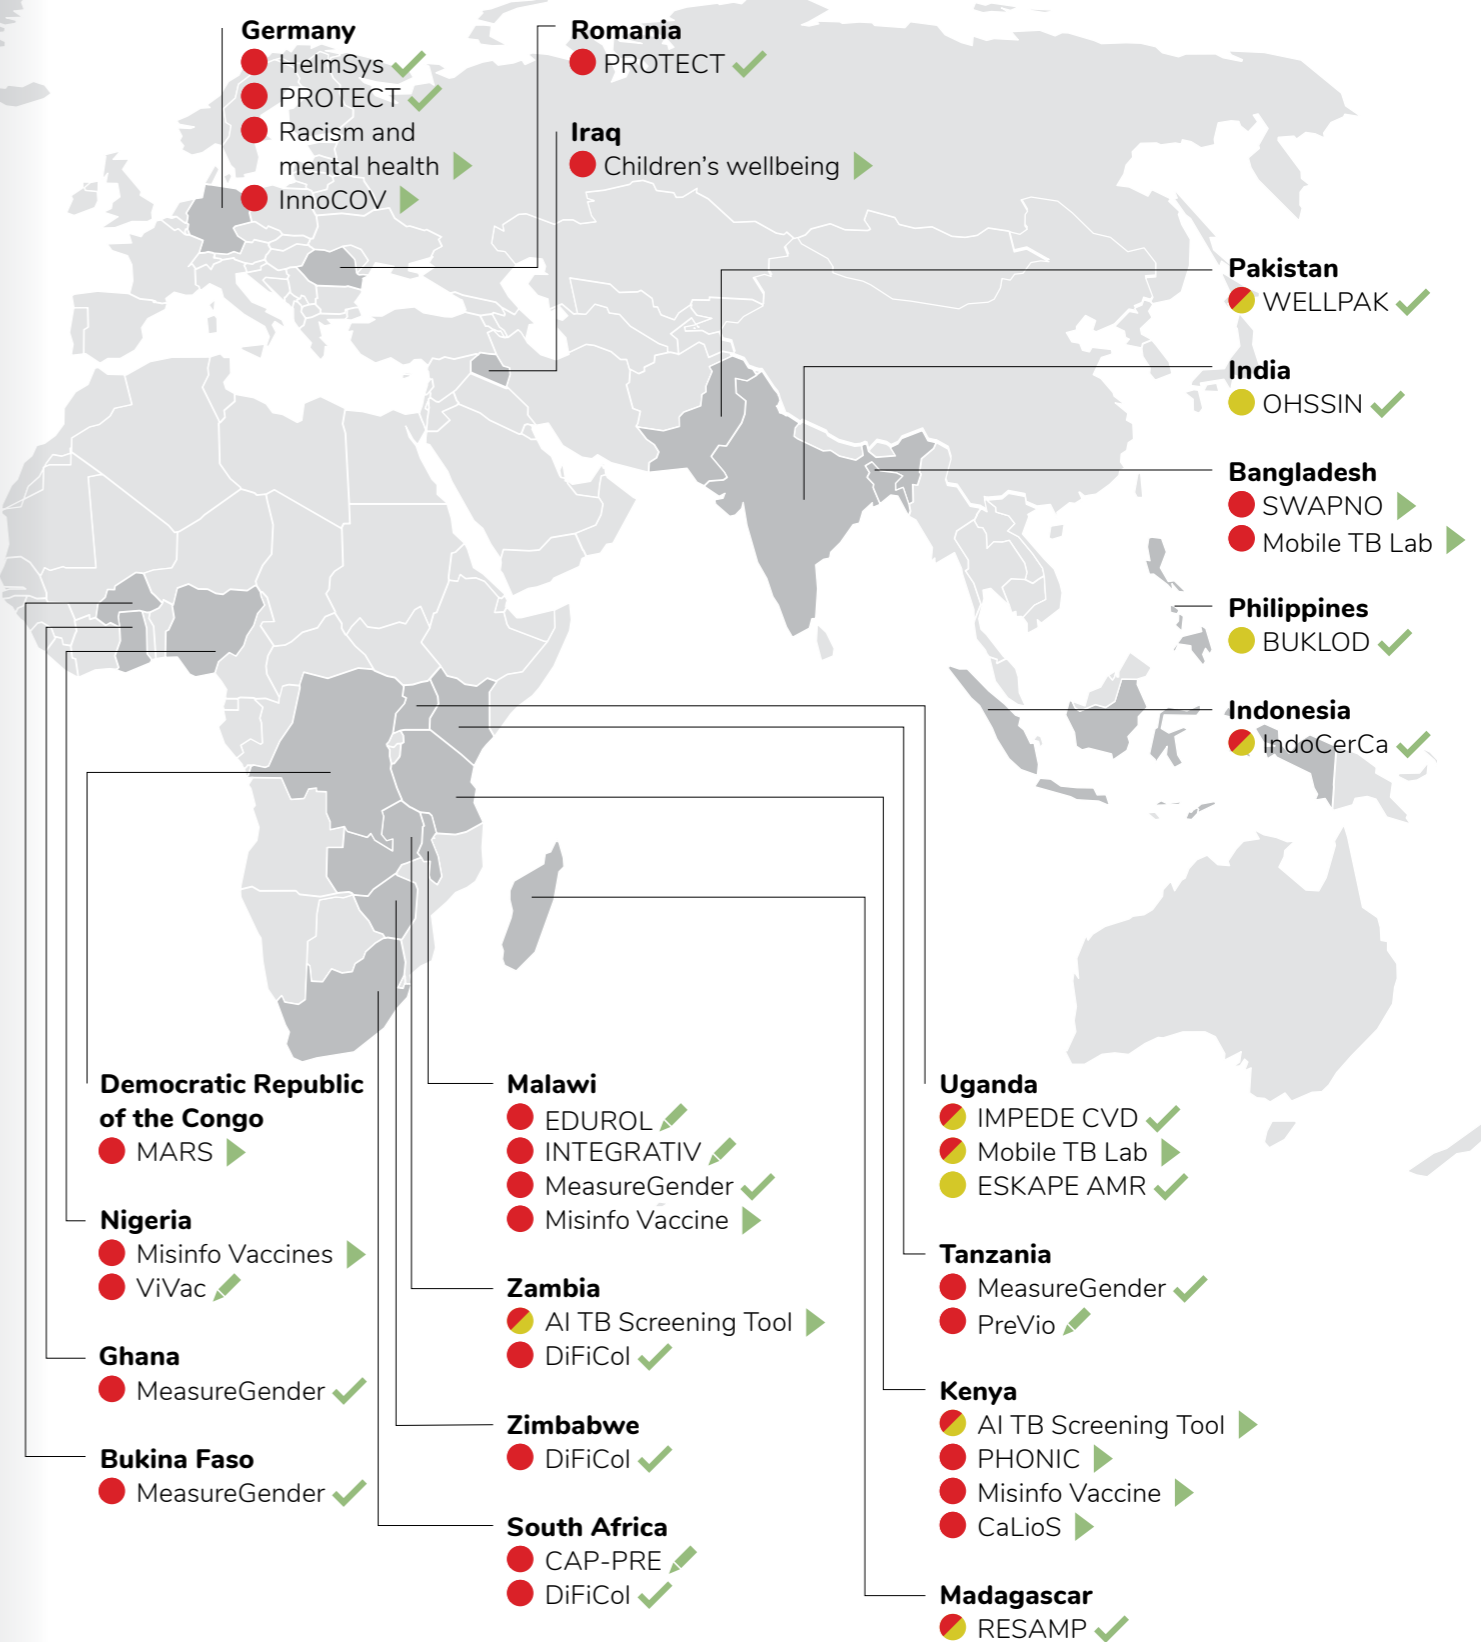 Germany
HelmSys
PROTECT
Racism and
mental health
InnoCOV
Romania
PROTECT
Iraq
Children's wellbeing
Pakistan
WELLPAK
India
OHSSIN
Bangladesh
SWAPNO
Mobile TB Lab
Philippines
BUKLOD
Indonesia
IndoCerCa
Democratic Republic
of the Congo
MARS
Nigeria
Misinfo Vaccines
ViVac
Ghana
MeasureGender
Bukina Faso
MeasureGender
Malawi
EDUROL
INTEGRATIV
MeasureGender
Misinfo Vaccine
Zambia
AI TB Screening Tool
DiFiCol
Zimbabwe
DiFiCol
South Africa
CAP-PRE
DiFiCol
Uganda
IMPEDE CVD
Mobile TB Lab
ESKAPE AMR
Tanzania
MeasureGender
PreVio
Kenya
AI TB Screening Tool
PHONIC
Misinfo Vaccine
CaLioS
Madagascar
RESAMP